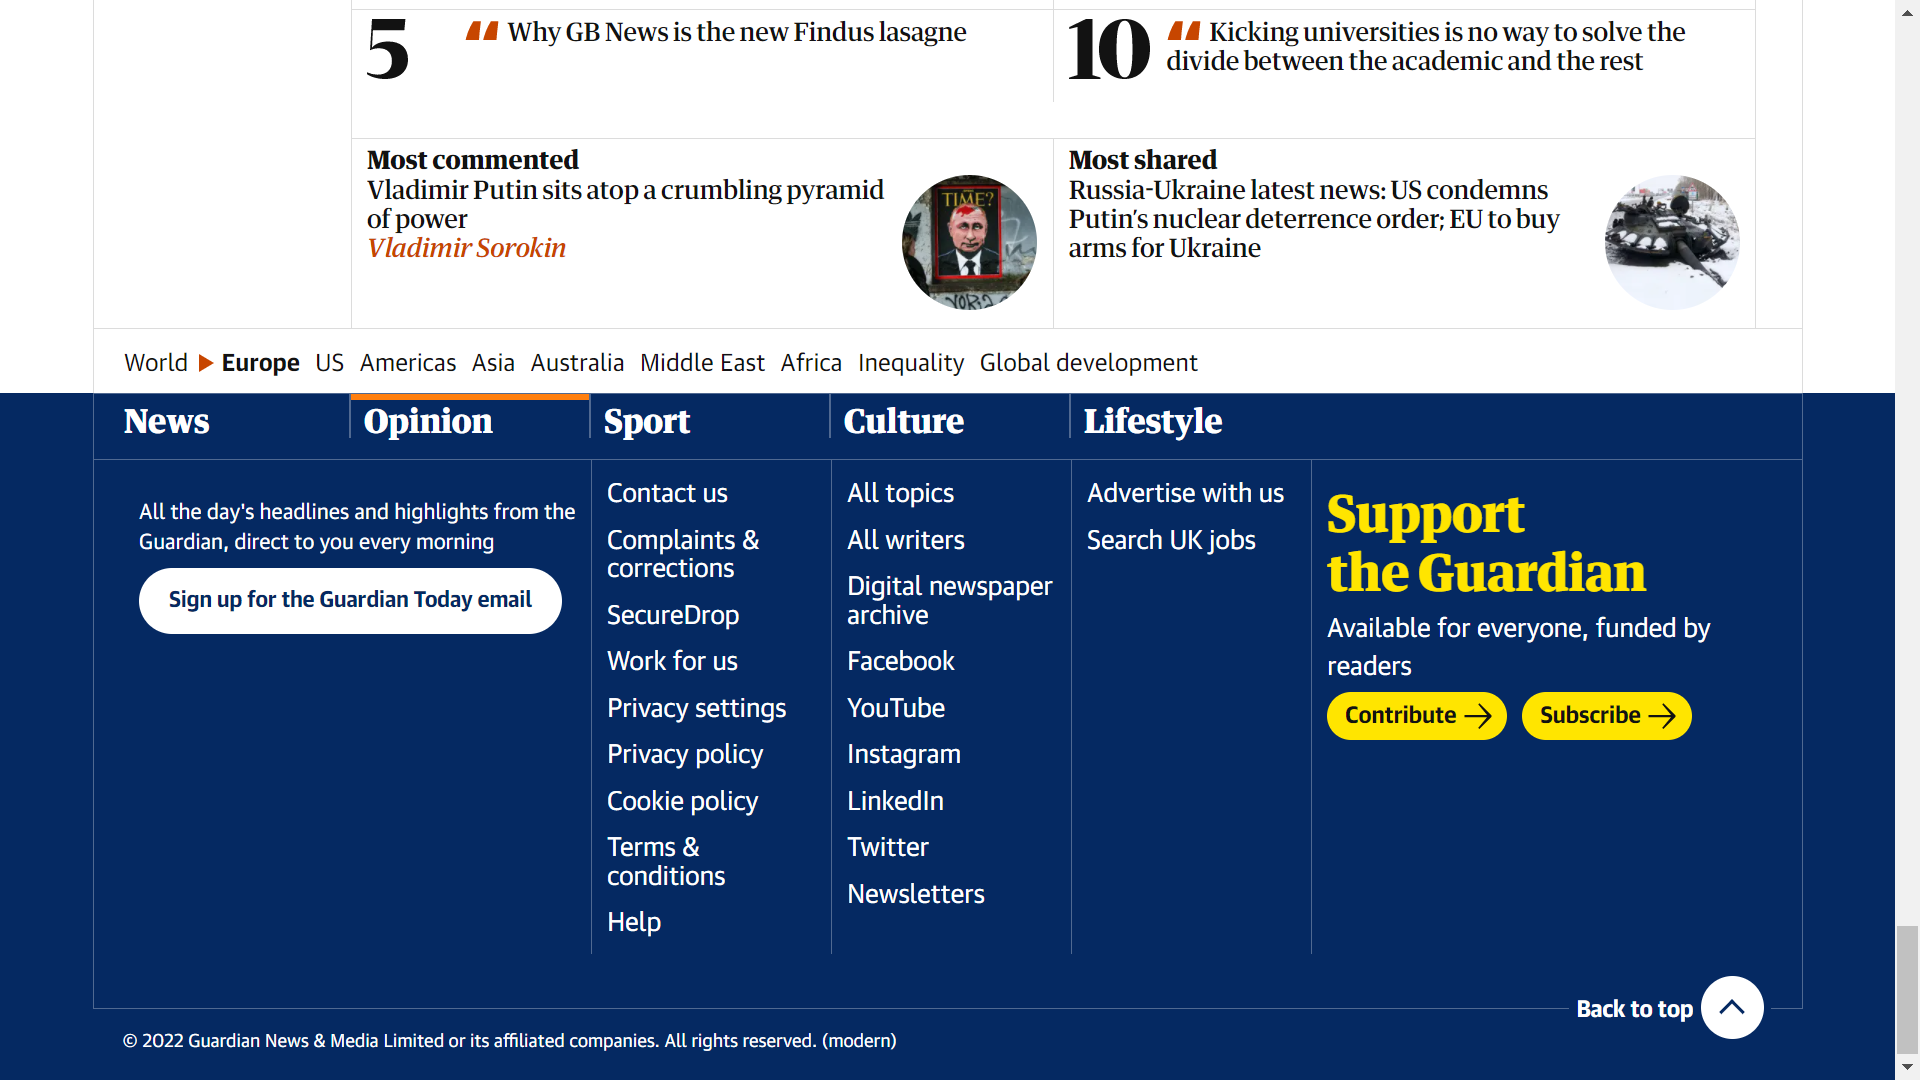 5
Why GB News is the new Findus lasagne
10
Kicking universities is no way to solve the
divide between the academic and the rest
Most commented
Vladimir Putin sits atop a crumbling pyramid
of power
Vladimir Sorokin
TIME?
Most shared
Russia-Ukraine latest news: US condemns
Putin’s nuclear deterrence order; EU to buy
arms for Ukraine
World Europe US Americas Asia Australia Middle East Africa Inequality Global development
News Opinion Sport Culture Lifestyle
All the day's headlines and highlights from the
Guardian, direct to you every morning
Sign up for the Guardian Today email
Contact us
Complaints &
corrections
SecureDrop
Work for us
Privacy settings
Privacy policy
Cookie policy
Terms &
conditions
Help
All topics
All writers
Digital newspaper
archive
Facebook
YouTube
Instagram
LinkedIn
Twitter
Newsletters
Advertise with us
Search UK jobs
Support
the Guardian
Available for everyone, funded by
readers
Contribute
Subscribe
Back to top
© 2022 Guardian News & Media Limited or its affiliated companies. All rights reserved. (modern)